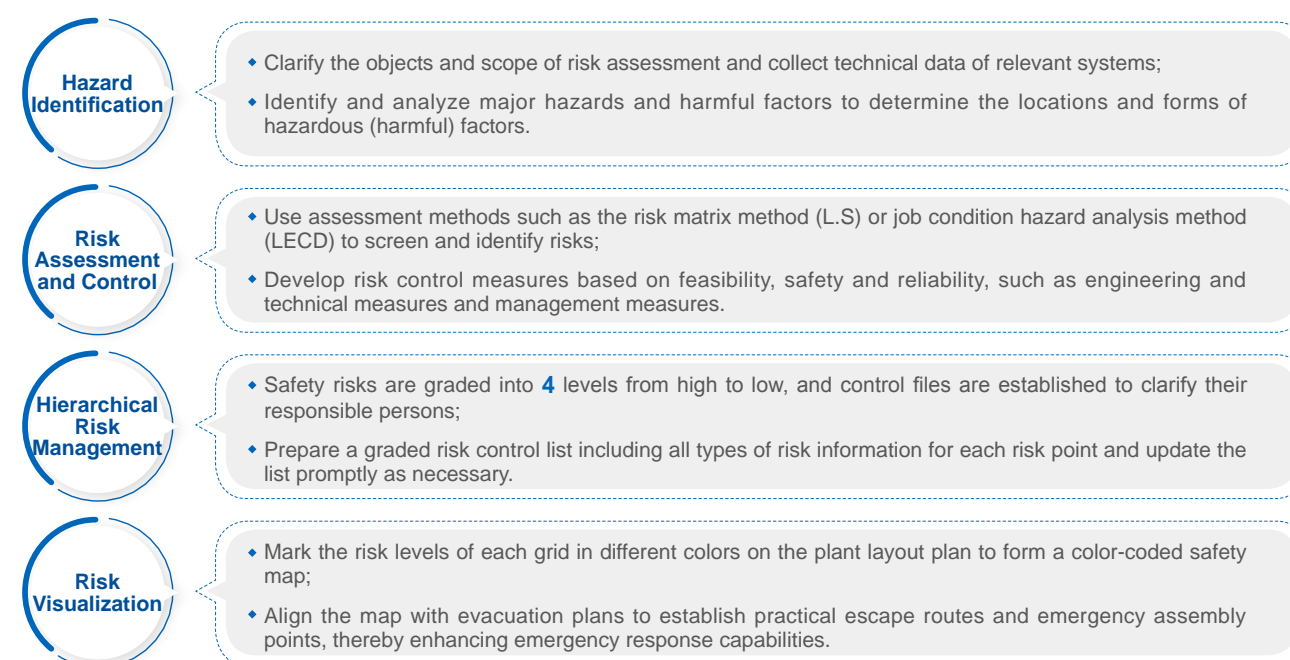 Hazard
Identification
◆ Clarify the objects and scope of risk assessment and collect technical data of relevant systems;
◆ Identify and analyze major hazards and harmful factors to determine the locations and forms of
hazardous (harmful) factors.
Risk
Assessment
and Control
◆ Use assessment methods such as the risk matrix method (L.S) or job condition hazard analysis method
(LECD) to screen and identify risks;
◆ Develop risk control measures based on feasibility, safety and reliability, such as engineering and
technical measures and management measures.
Hierarchical
Risk
Management
◆ Safety risks are graded into 4 levels from high to low, and control files are established to clarify their
responsible persons;
◆ Prepare a graded risk control list including all types of risk information for each risk point and update the
list promptly as necessary.
Risk
Visualization
◆ Mark the risk levels of each grid in different colors on the plant layout plan to form a color-coded safety
map;
◆ Align the map with evacuation plans to establish practical escape routes and emergency assembly
points, thereby enhancing emergency response capabilities.